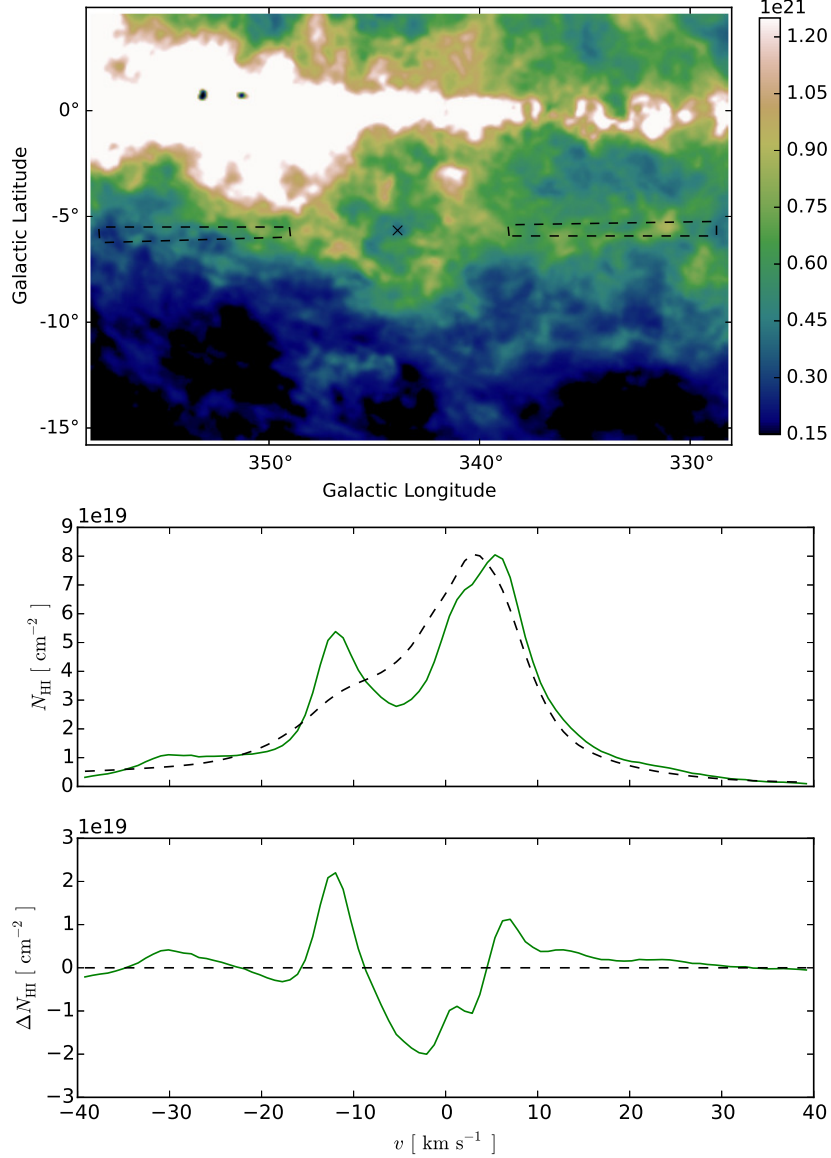 1e21
1.20
1.05
0.90
0.75
0.60
0.45
0.30
0.15
0°
-5°
-10°
-15°
Galactic Latitude
350° 340° 330°
Galactic Longitude
1e19
9
8
7
6
5
4
3
2
1
0
N_HI [ cm⁻² ]
1e19
3
2
1
0
−1
−2
−3
ΔN_HI [ cm⁻² ]
−40 −30 −20 −10 0 10 20 30 40
v [ km s⁻¹ ]